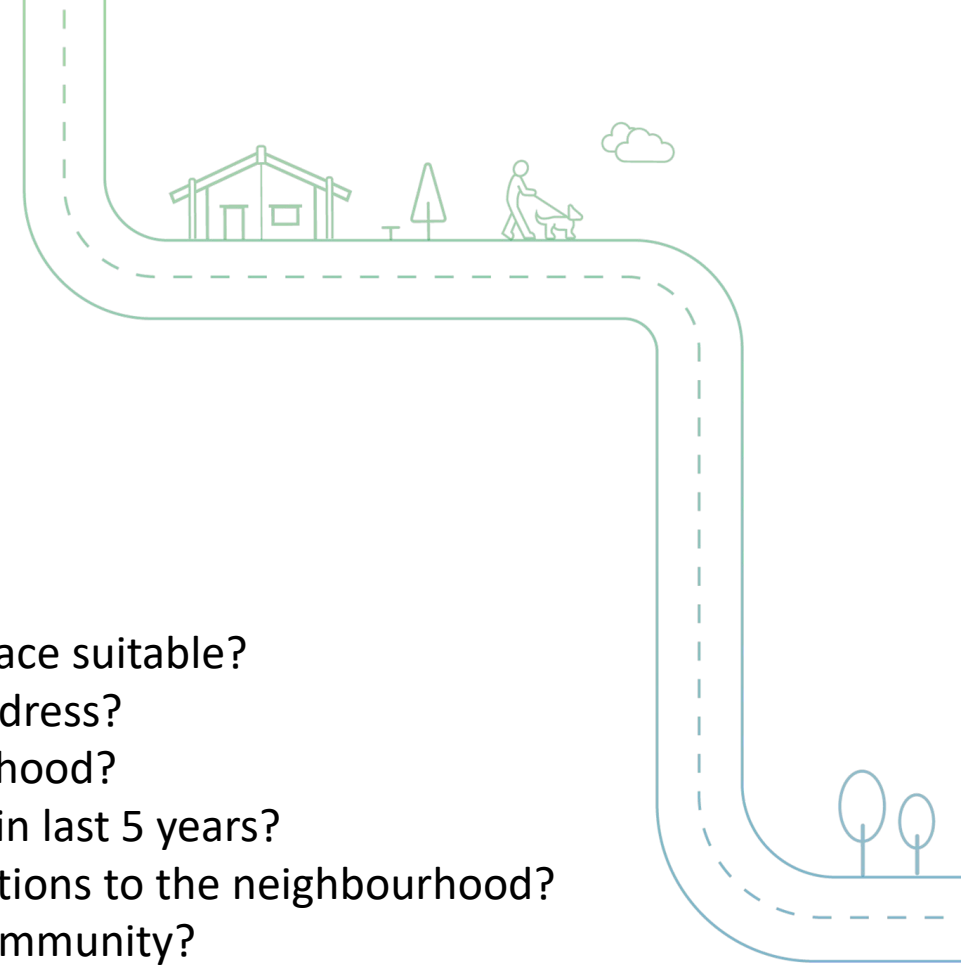 ace suitable?
dress?
hood?
in last 5 years?
tions to the neighbourhood?
mmunity?